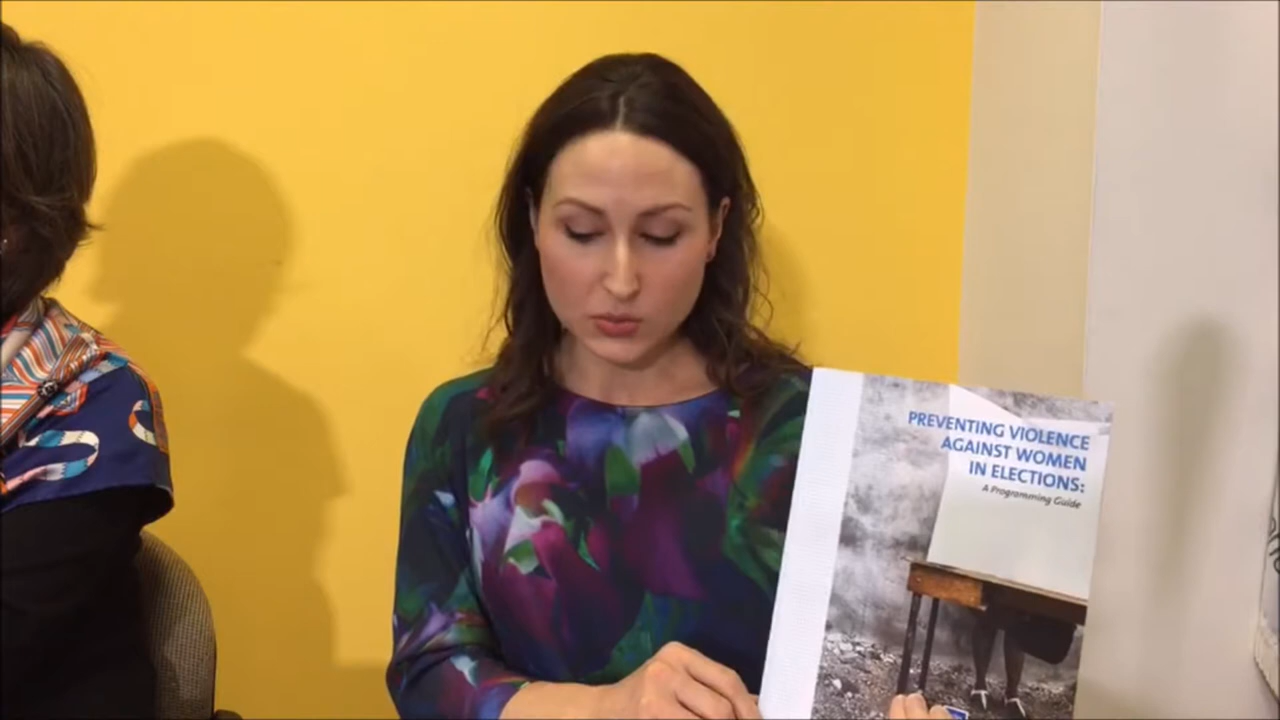 PREVENTING VIOLENCE
AGAINST WOMEN
IN ELECTIONS:
A Programming Guide